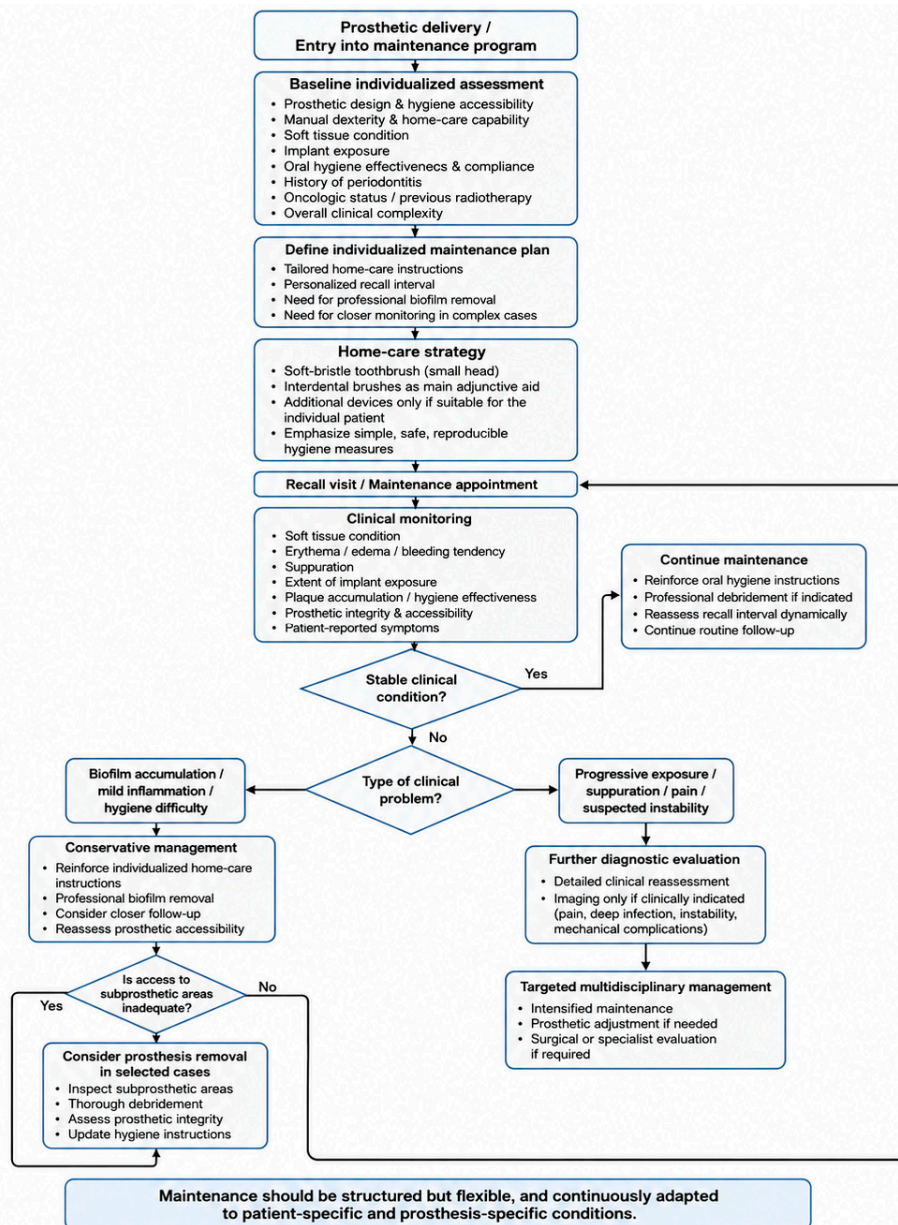 Prosthetic delivery /
Entry into maintenance program
Baseline individualized assessment
• Prosthetic design & hygiene accessibility
• Manual dexterity & home-care capability
• Soft tissue condition
• Implant exposure
• Oral hygiene effectivenecs & compliance
• History of periodontitis
• Oncologic status / previous radiotherapy
• Overall clinical complexity
Define individualized maintenance plan
• Tailored home-care instructions
• Personalized recall interval
• Need for professional biofilm removal
• Need for closer monitoring in complex cases
Home-care strategy
• Soft-bristle toothbrush (small head)
• Interdental brushes as main adjunctive aid
• Additional devices only if suitable for the
individual patient
• Emphasize simple, safe, reproducible
hygiene measures
Recall visit / Maintenance appointment
Clinical monitoring
• Soft tissue condition
• Erythema / edema / bleeding tendency
• Suppuration
• Extent of implant exposure
• Plaque accumulation / hygiene effectiveness
• Prosthetic integrity & accessibility
• Patient-reported symptoms
Continue maintenance
• Reinforce oral hygiene instructions
• Professional debridement if indicated
• Reassess recall interval dynamically
• Continue routine follow-up
Stable clinical
condition?
Yes
No
Type of clinical
problem?
Biofilm accumulation /
mild inflammation /
hygiene difficulty
Progressive exposure /
suppuration / pain /
suspected instability
Conservative management
• Reinforce individualized home-care
instructions
• Professional biofilm removal
• Consider closer follow-up
• Reassess prosthetic accessibility
Further diagnostic evaluation
• Detailed clinical reassessment
• Imaging only if clinically indicated
(pain, deep infection, instability,
mechanical complications)
Is access to
subprosthetic areas
inadequate?
Yes
No
Targeted multidisciplinary management
• Intensified maintenance
• Prosthetic adjustment if needed
• Surgical or specialist evaluation
if required
Consider prosthesis removal
in selected cases
• Inspect subprosthetic areas
• Thorough debridement
• Assess prosthetic integrity
• Update hygiene instructions
Maintenance should be structured but flexible, and continuously adapted
to patient-specific and prosthesis-specific conditions.